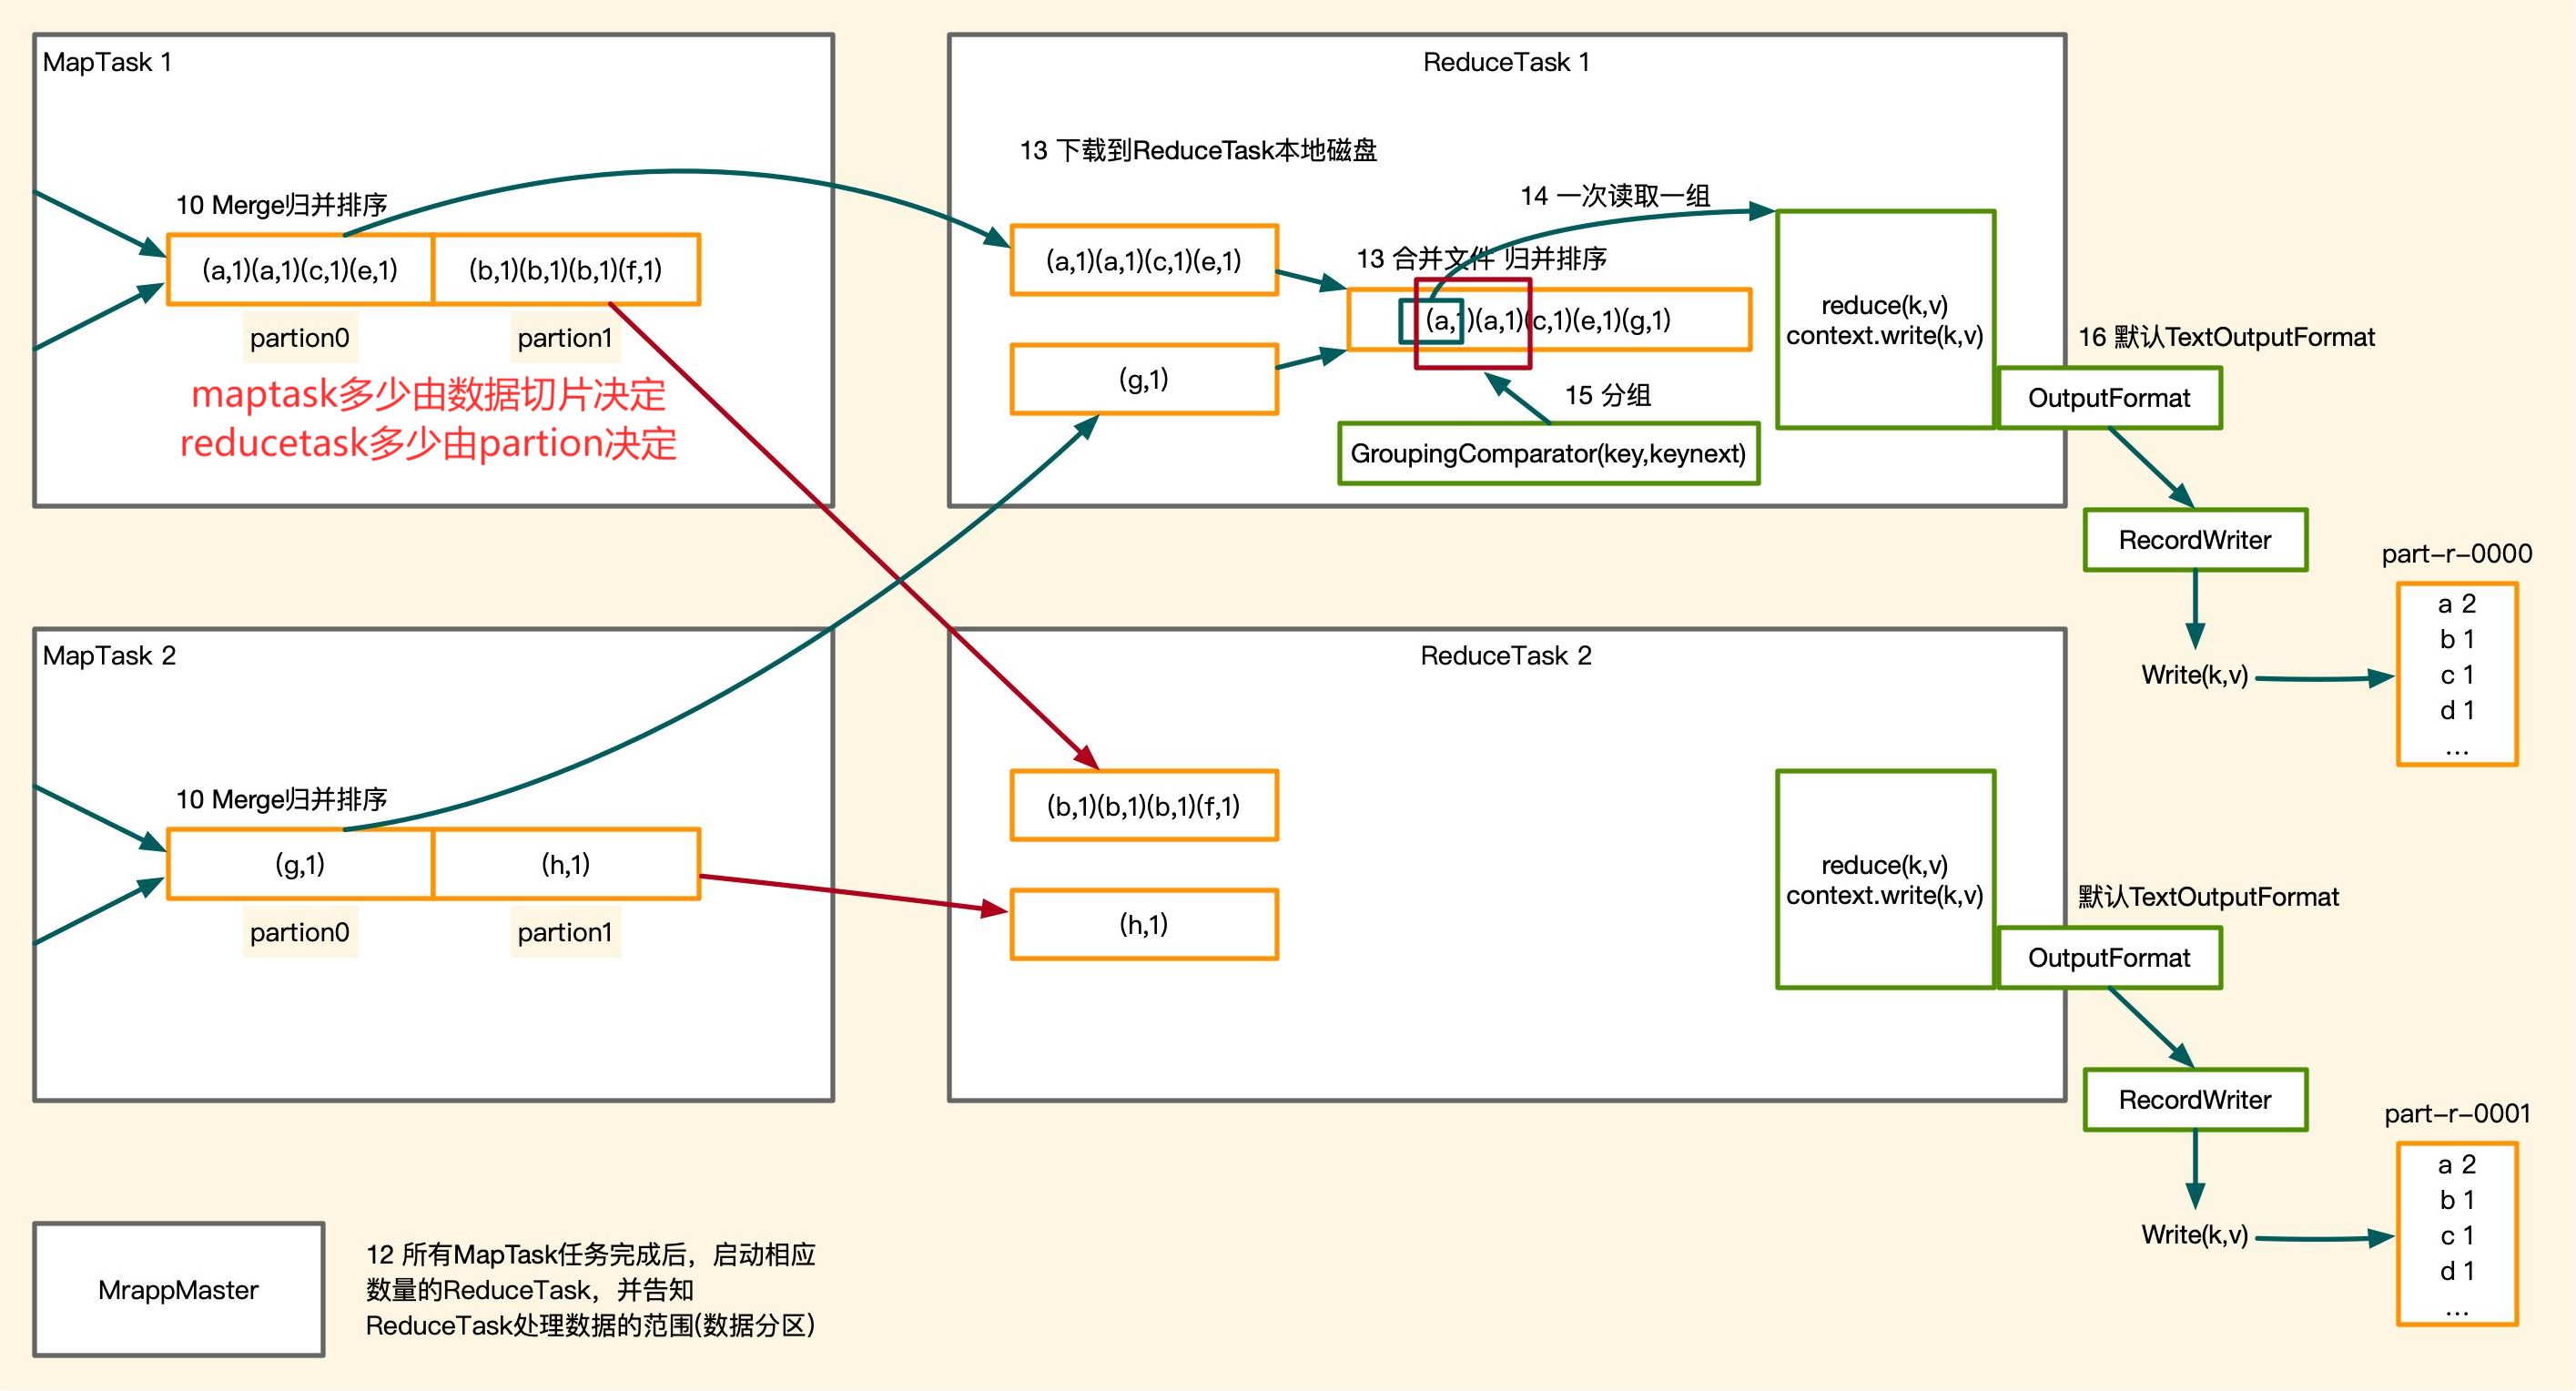 MapTask 1
10 Merge归并排序
(a,1)(a,1)(c,1)(e,1)
(b,1)(b,1)(b,1)(f,1)
partion0
partion1
maptask多少由数据切片决定
reducetask多少由partion决定
ReduceTask 1
13 下载到ReduceTask本地磁盘
(a,1)(a,1)(c,1)(e,1)
(g,1)
14 一次读取一组
13 合并文件 归并排序
(a,1)(a,1)(c,1)(e,1)(g,1)
15 分组
GroupingComparator(key,keynext)
reduce(k,v)
context.write(k,v)
16 默认TextOutputFormat
OutputFormat
RecordWriter
Write(k,v)
part-r-0000
a 2
b 1
c 1
d 1
...
MapTask 2
10 Merge归并排序
(g,1)
(h,1)
partion0
partion1
ReduceTask 2
(b,1)(b,1)(b,1)(f,1)
(h,1)
reduce(k,v)
context.write(k,v)
默认TextOutputFormat
OutputFormat
RecordWriter
Write(k,v)
part-r-0001
a 2
b 1
c 1
d 1
...
MrappMaster
12 所有MapTask任务完成后，启动相应
数量的ReduceTask，并告知
ReduceTask处理数据的范围(数据分区)